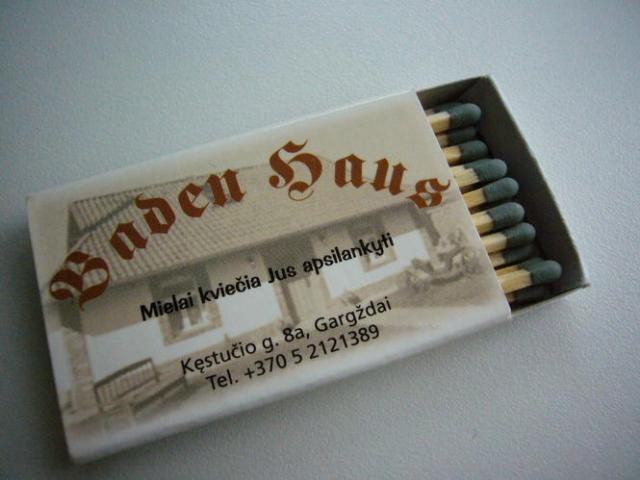 Baden Haus
Mielai kviečia Jus apsilankyti
Kęstučio g. 8a, Gargždai
Tel. +370 5 2121389